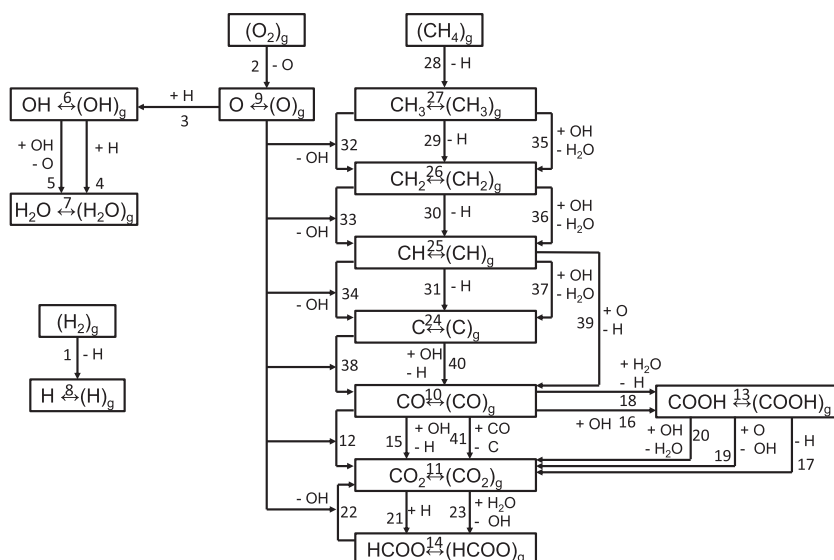 (O₂)g
(CH₄)g
2 - O
28 - H
OH ↔ (OH)g
6
+ H
3
O ↔ (O)g
9
CH₃ ↔ (CH₃)g
27
+ OH
- O
5
+ H
4
- OH
32
29 - H
35
+ OH
- H₂O
H₂O ↔ (H₂O)g
7
CH₂ ↔ (CH₂)g
26
- OH
33
30 - H
36
+ OH
- H₂O
CH ↔ (CH)g
25
- OH
34
31 - H
37
+ OH
- H₂O
39
+ O
- H
(H₂)g
1 - H
C ↔ (C)g
24
38
+ OH
- H
40
H ↔ (H)g
8
CO ↔ (CO)g
10
+ H₂O
- H
18
+ OH 16
COOH ↔ (COOH)g
13
12
15
+ OH
- H
41
+ CO
- C
+ OH
- H₂O
20
19
+ O
- OH
- H
17
CO₂ ↔ (CO₂)g
11
- OH
22
21
+ H
23
+ H₂O
- OH
HCOO ↔ (HCOO)g
14